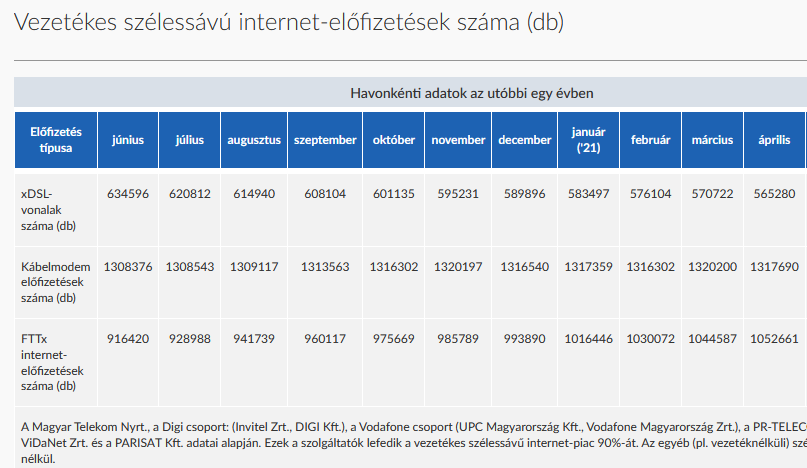 Vezetékes szélessávú internet-előfizetések száma (db)
Havonkénti adatok az utóbbi egy évben
Előfizetés típusa június július augusztus szeptember október november december január ('21) február március április
xDSL-vonalak száma (db) 634596 620812 614940 608104 601135 595231 589896 583497 576104 570722 565280
Kábelmodem előfizetések száma (db) 1308376 1308543 1309117 1313563 1316302 1320197 1316540 1317359 1316302 1320200 1317690
FTTx internet-előfizetések száma (db) 916420 928988 941739 960117 975669 985789 993890 1016446 1030072 1044587 1052661
A Magyar Telekom Nyrt., a Digi csoport: (Invitel Zrt., DIGI Kft.), a Vodafone csoport (UPC Magyarország Kft., Vodafone Magyarország Zrt.), a PR-TELECO
ViDaNet Zrt. és a PARISAT Kft. adatai alapján. Ezek a szolgáltatók lefedik a vezetékes szélessávú internet-piac 90%-át. Az egyéb (pl. vezetéknélküli) szé
nélkül.